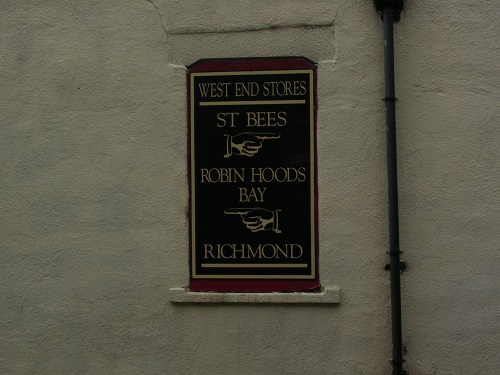 WEST END STORES
ST BEES
ROBIN HOODS
BAY
RICHMOND